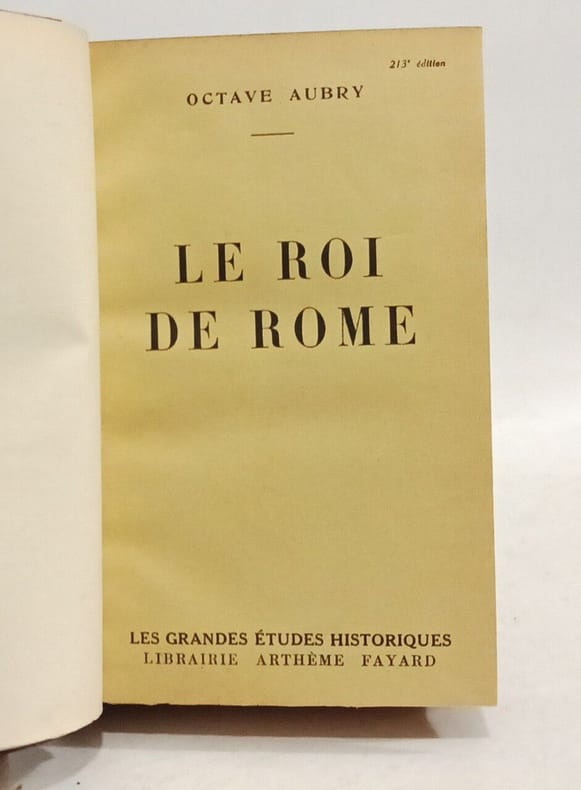 213ᵉ édition
OCTAVE AUBRY
LE ROI
DE ROME
LES GRANDES ÉTUDES HISTORIQUES
LIBRAIRIE ARTHÈME FAYARD